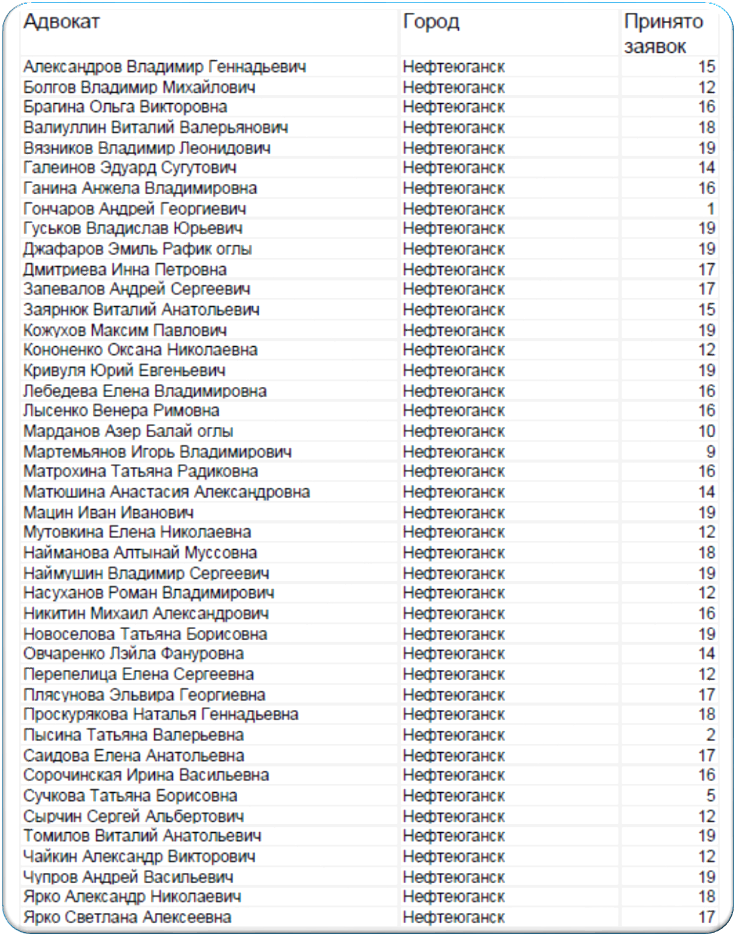 Адвокат Город Принято
заявок
Александров Владимир Геннадьевич Нефтеюганск 15
Болгов Владимир Михайлович Нефтеюганск 12
Брагина Ольга Викторовна Нефтеюганск 16
Валиуллин Виталий Валерьянович Нефтеюганск 18
Вязников Владимир Леонидович Нефтеюганск 19
Галеинов Эдуард Сугутович Нефтеюганск 14
Ганина Анжела Владимировна Нефтеюганск 16
Гончаров Андрей Георгиевич Нефтеюганск 1
Гуськов Владислав Юрьевич Нефтеюганск 19
Джафаров Эмиль Рафик оглы Нефтеюганск 19
Дмитриева Инна Петровна Нефтеюганск 17
Запевалов Андрей Сергеевич Нефтеюганск 17
Заярнюк Виталий Анатольевич Нефтеюганск 15
Кожухов Максим Павлович Нефтеюганск 19
Кононенко Оксана Николаевна Нефтеюганск 12
Кривуля Юрий Евгеньевич Нефтеюганск 19
Лебедева Елена Владимировна Нефтеюганск 16
Лысенко Венера Римовна Нефтеюганск 16
Марданов Азер Балай оглы Нефтеюганск 10
Мартемьянов Игорь Владимирович Нефтеюганск 9
Матрохина Татьяна Радиковна Нефтеюганск 16
Матюшина Анастасия Александровна Нефтеюганск 14
Мацин Иван Иванович Нефтеюганск 19
Мутовкина Елена Николаевна Нефтеюганск 12
Найманова Алтынай Муссовна Нефтеюганск 18
Наймушин Владимир Сергеевич Нефтеюганск 19
Насуханов Роман Владимирович Нефтеюганск 12
Никитин Михаил Александрович Нефтеюганск 16
Новоселова Татьяна Борисовна Нефтеюганск 19
Овчаренко Лэйла Фануровна Нефтеюганск 14
Перепелица Елена Сергеевна Нефтеюганск 12
Плясунова Эльвира Георгиевна Нефтеюганск 17
Проскурякова Наталья Геннадьевна Нефтеюганск 18
Пысина Татьяна Валерьевна Нефтеюганск 2
Саидова Елена Анатольевна Нефтеюганск 17
Сорочинская Ирина Васильевна Нефтеюганск 16
Сучкова Татьяна Борисовна Нефтеюганск 5
Сырчин Сергей Альбертович Нефтеюганск 12
Томилов Виталий Анатольевич Нефтеюганск 19
Чайкин Александр Викторович Нефтеюганск 12
Чупров Андрей Васильевич Нефтеюганск 19
Ярко Александр Николаевич Нефтеюганск 18
Ярко Светлана Алексеевна Нефтеюганск 17